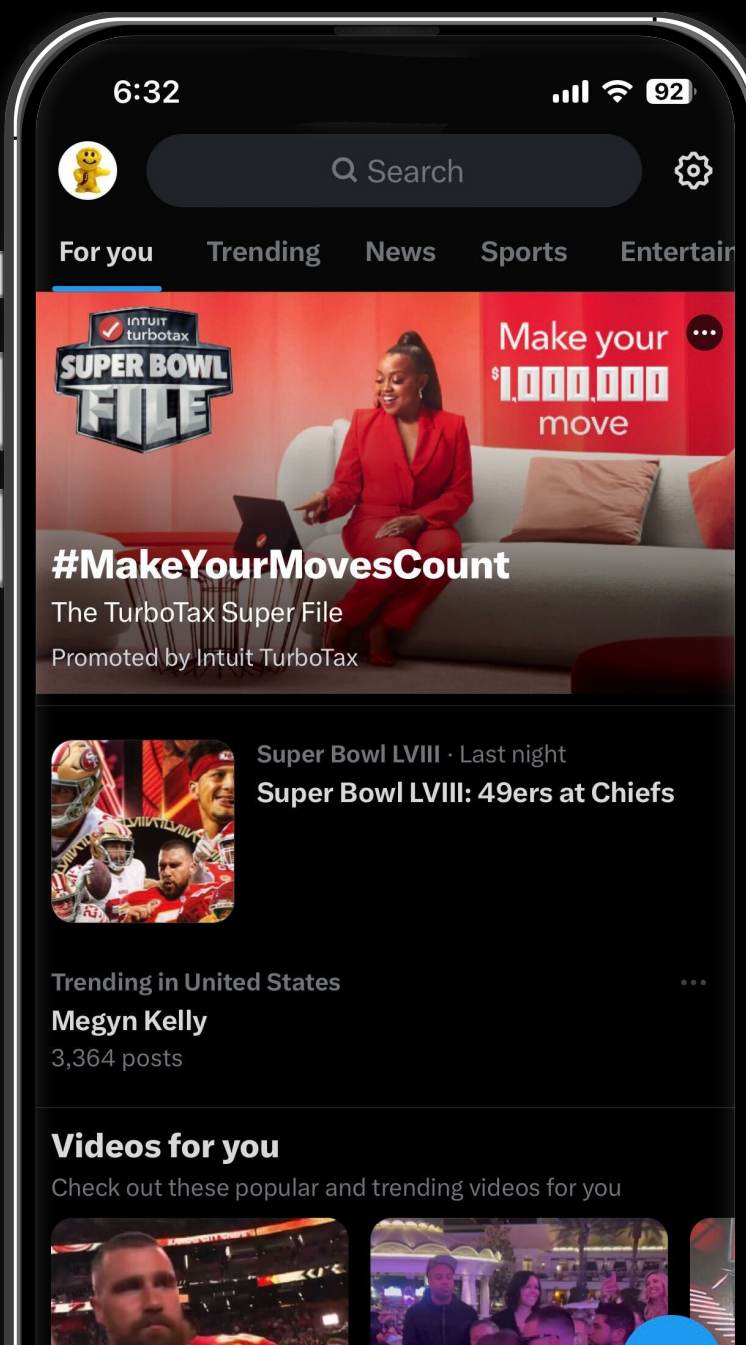 6:32
92
Search
For you
Trending
News
Sports
Entertain
INTUIT
turbotax
SUPER BOWL
FILE
Make your
$1,000,000
move
#MakeYourMovesCount
The TurboTax Super File
Promoted by Intuit TurboTax
Super Bowl LVIII · Last night
Super Bowl LVIII: 49ers at Chiefs
Trending in United States
Megyn Kelly
3,364 posts
Videos for you
Check out these popular and trending videos for you